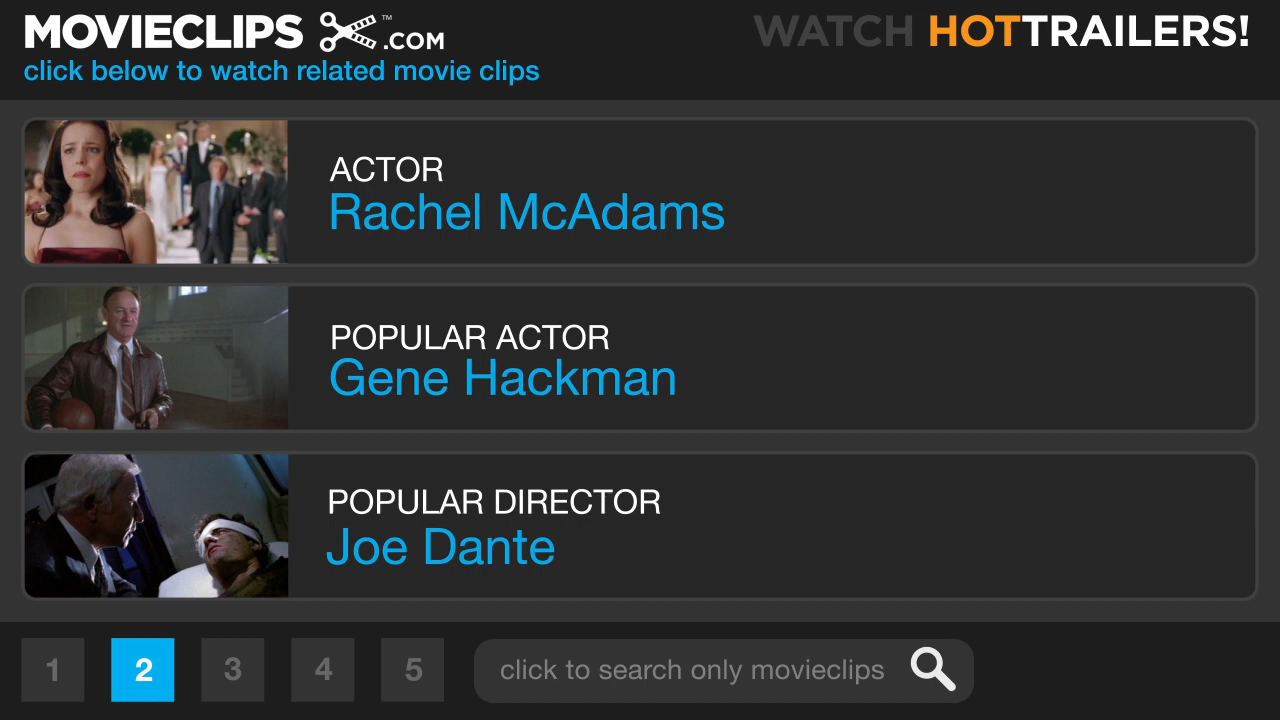 MOVIECLIPS ™ .COM
WATCH HOTTRAILERS!
click below to watch related movie clips
ACTOR
Rachel McAdams
POPULAR ACTOR
Gene Hackman
POPULAR DIRECTOR
Joe Dante
1 2 3 4 5 click to search only movieclips